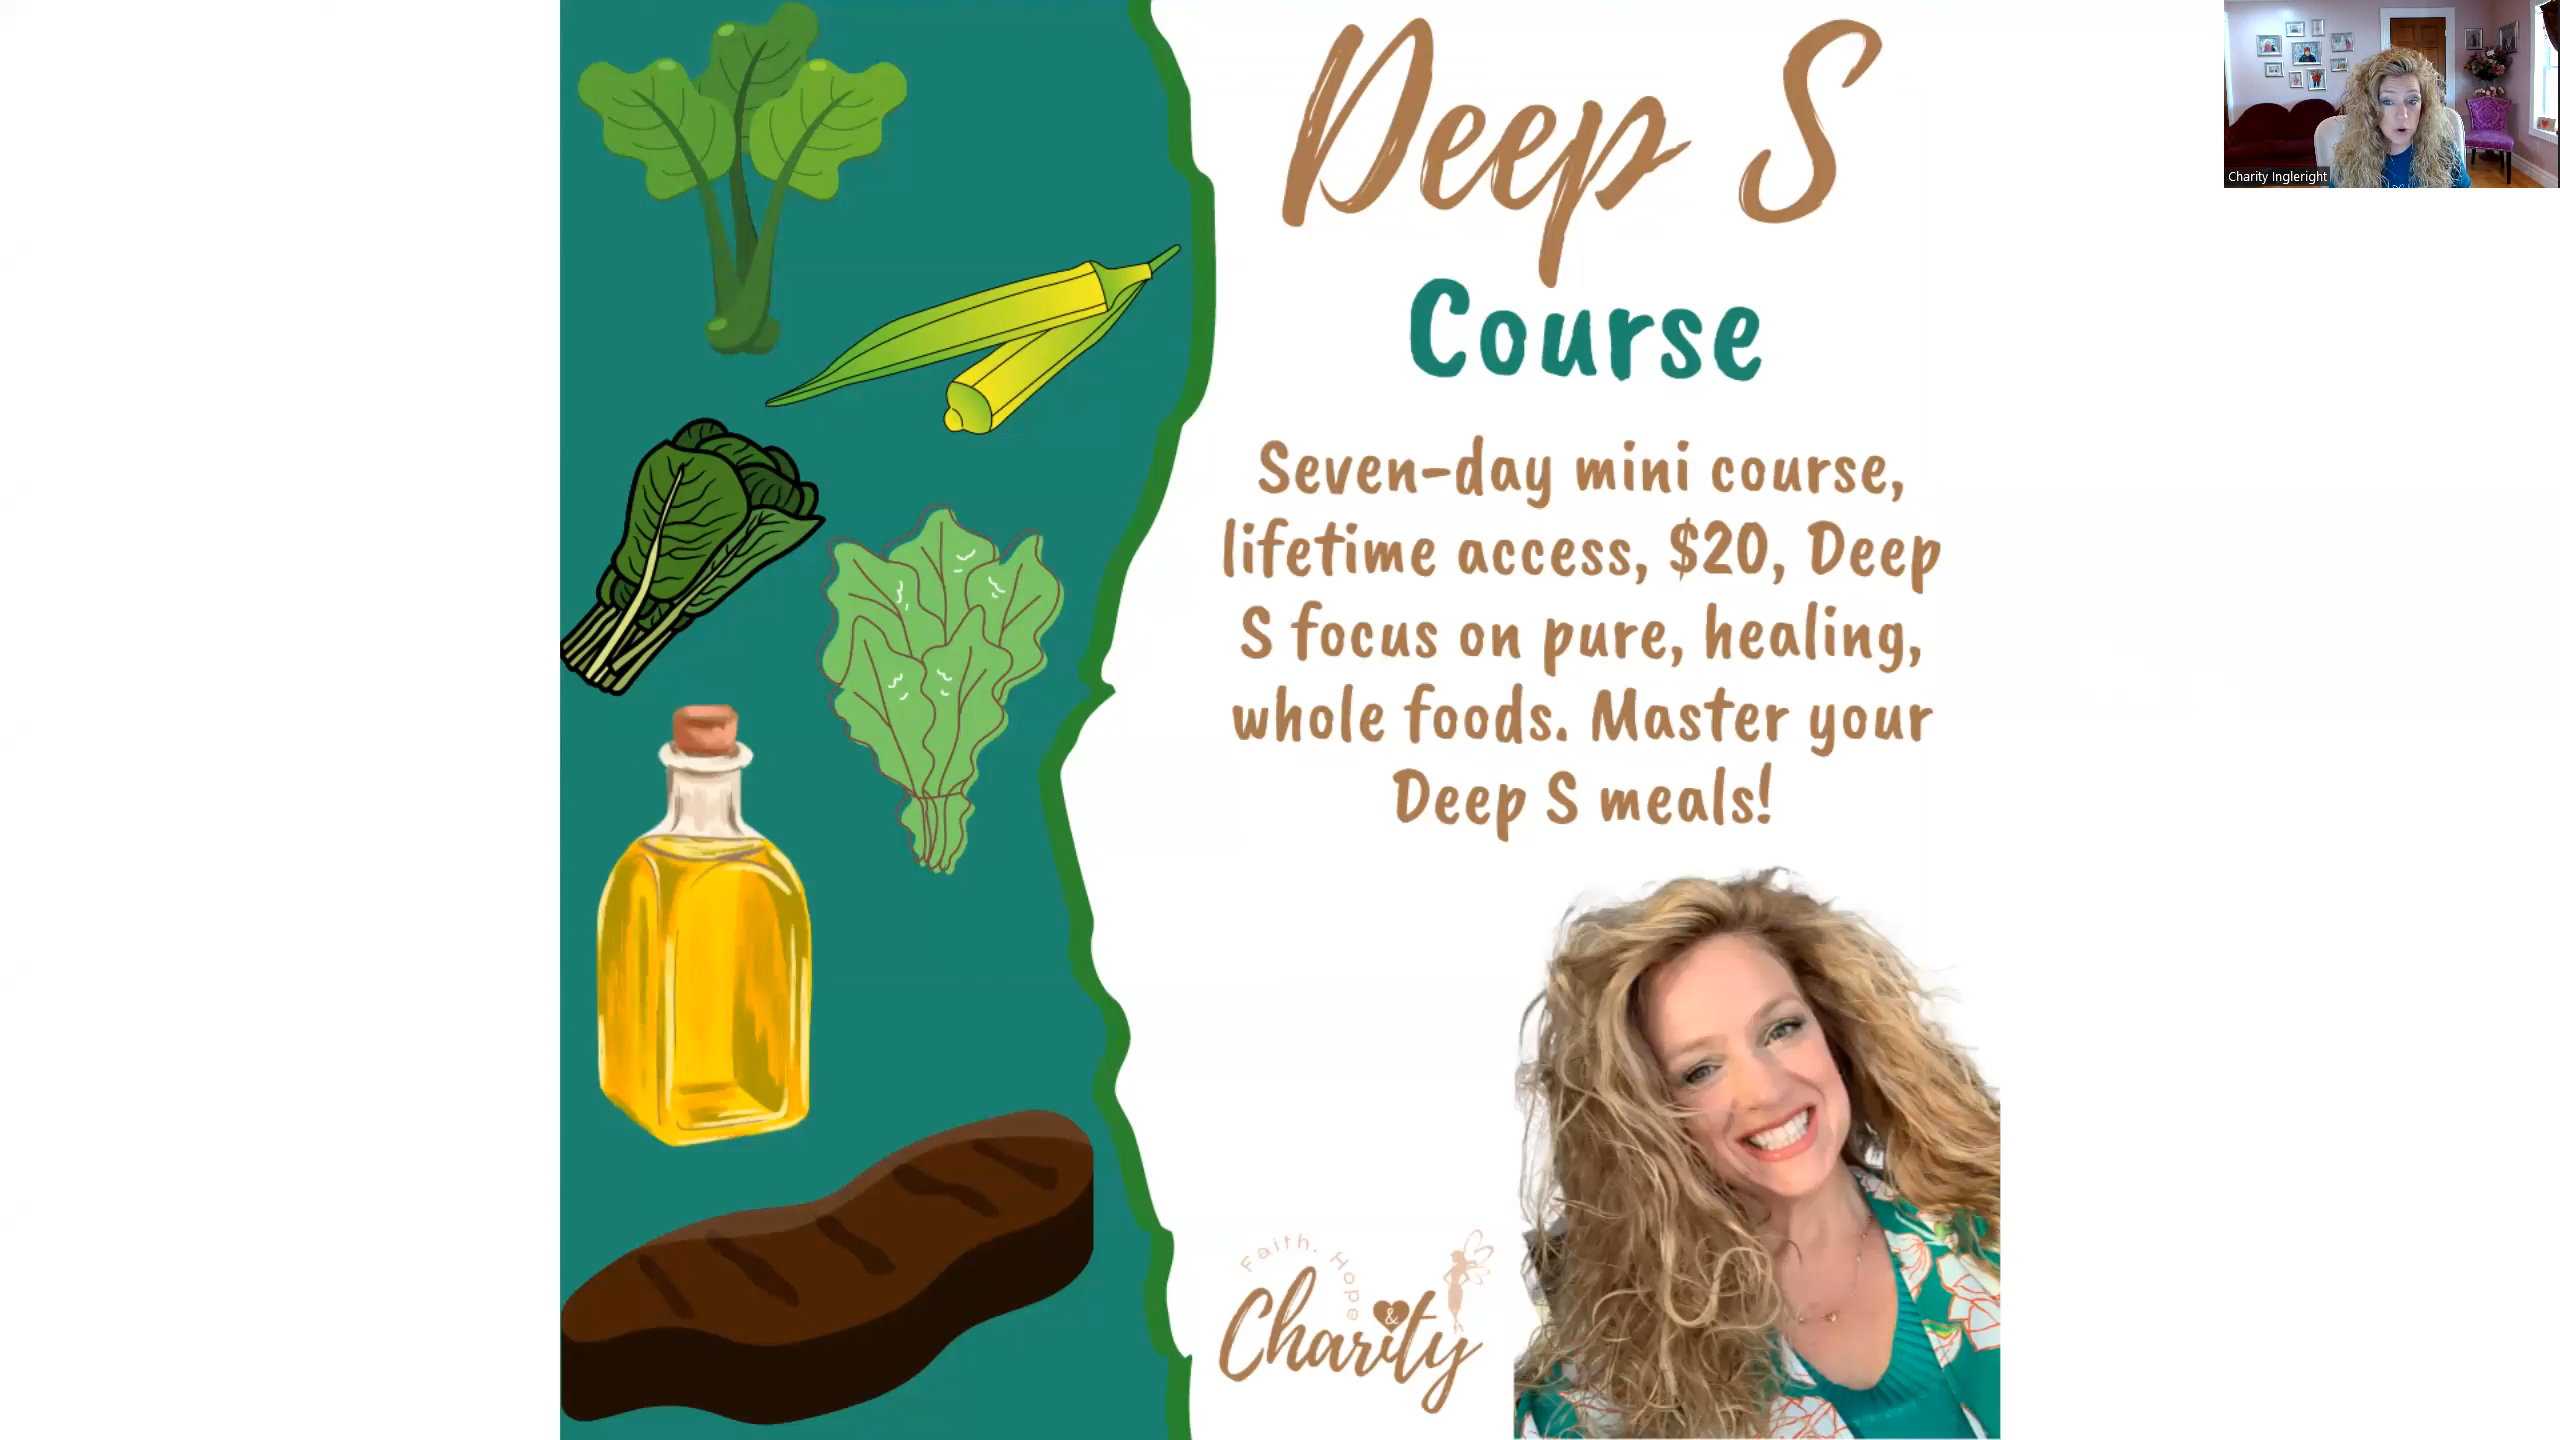 Deep S
Course
Seven-day mini course,
lifetime access, $20, Deep
S focus on pure, healing,
whole foods. Master your
Deep S meals!
Faith. Hope
&
Charity
Charity Ingleright